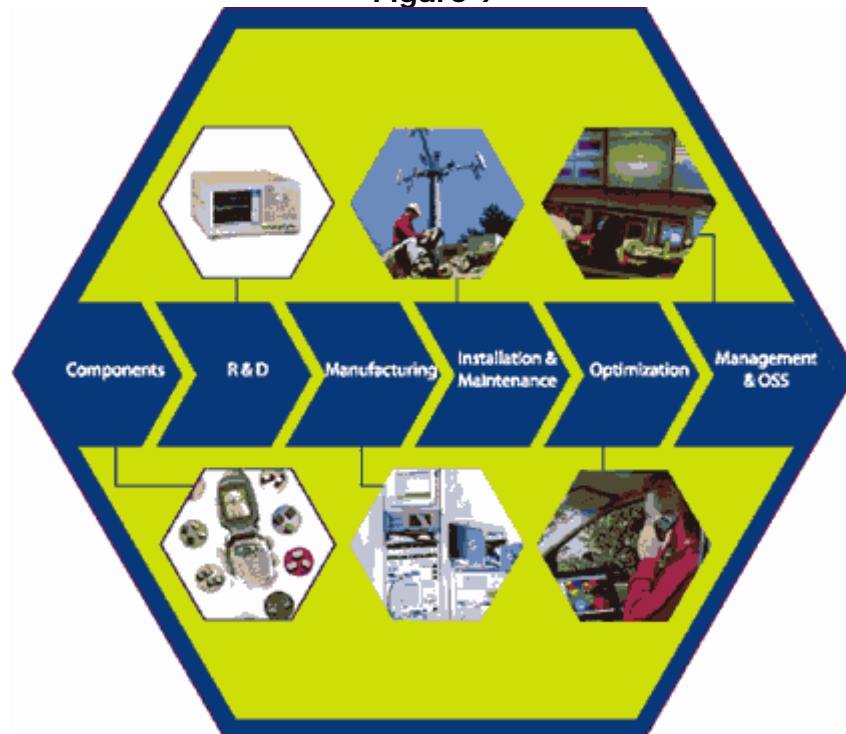 Components
R & D
Manufacturing
Installation &
Maintenance
Optimization
Management
& OSS